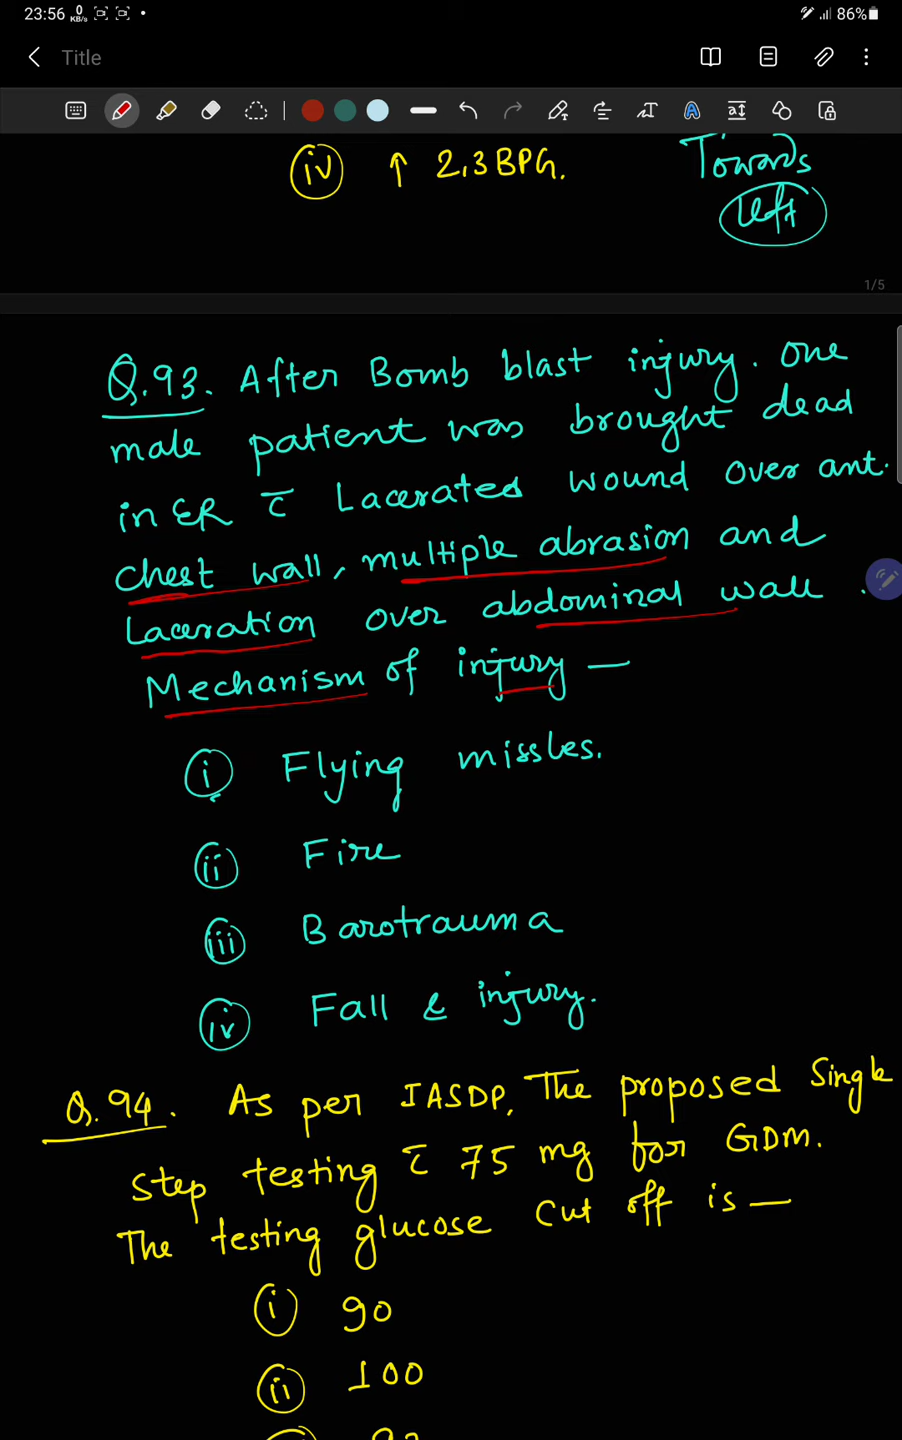 23:56 0 KB/s 86%
Title
(iv) ↑ 2,3 BPG.
Towards
left
1/5
Q.93. After Bomb blast injury. One
male patient was brought dead
in ER c̄ Lacerated wound over ant.
chest wall, multiple abrasion and
Laceration over abdominal wall.
Mechanism of injury —
(i) Flying missles.
(ii) Fire
(iii) Barotrauma
(iv) Fall & injury.
Q.94. As per IASDP, The proposed Single
step testing c̄ 75 mg for GDM.
The testing glucose cut off is —
(i) 90
(ii) 100